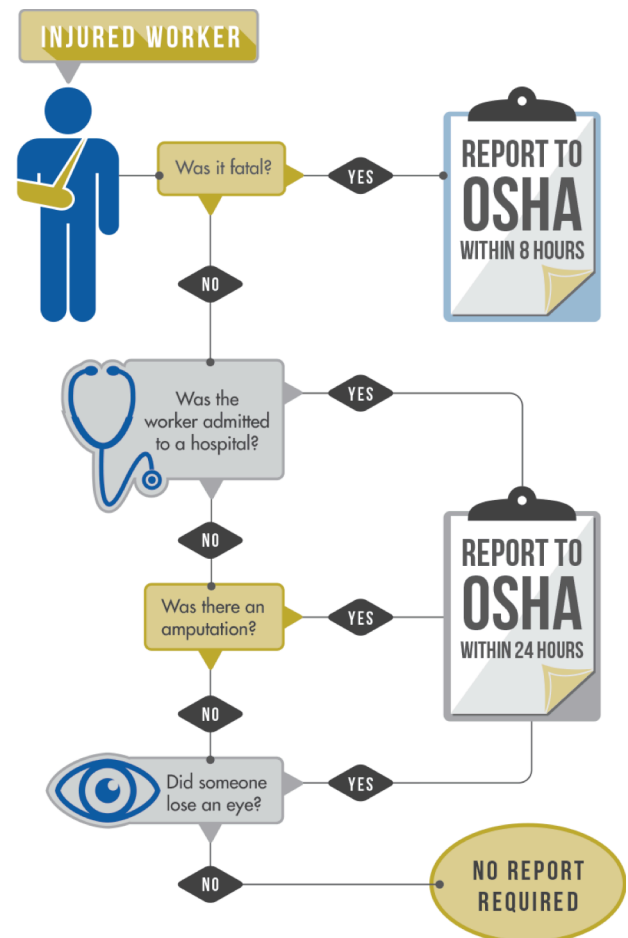 INJURED WORKER
Was it fatal?
YES
REPORT TO
OSHA
WITHIN 8 HOURS
NO
Was the
worker admitted
to a hospital?
YES
NO
REPORT TO
OSHA
WITHIN 24 HOURS
Was there an
amputation?
YES
NO
Did someone
lose an eye?
YES
NO
NO REPORT
REQUIRED